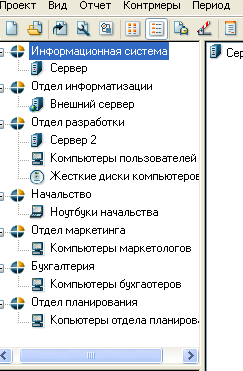 Проект Вид Отчет Контрмеры Период
Информационная система
Сер
Сервер
Отдел информатизации
Внешний сервер
Отдел разработки
Сервер 2
Компьютеры пользователей
Жесткие диски компьютеров
Начальство
Ноутбуки начальства
Отдел маркетинга
Компьютеры маркетологов
Бухгалтерия
Компьютеры бухгаотеров
Отдел планирования
Копьютеры отдела планирова